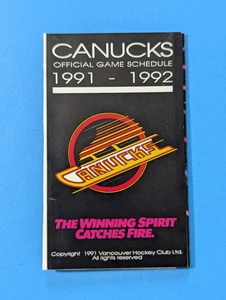 CANUCKS
OFFICIAL GAME SCHEDULE
1991 - 1992
CANUCKS
THE WINNING SPIRIT
CATCHES FIRE.
Copyright 1991 Vancouver Hockey Club Ltd.
All rights reserved